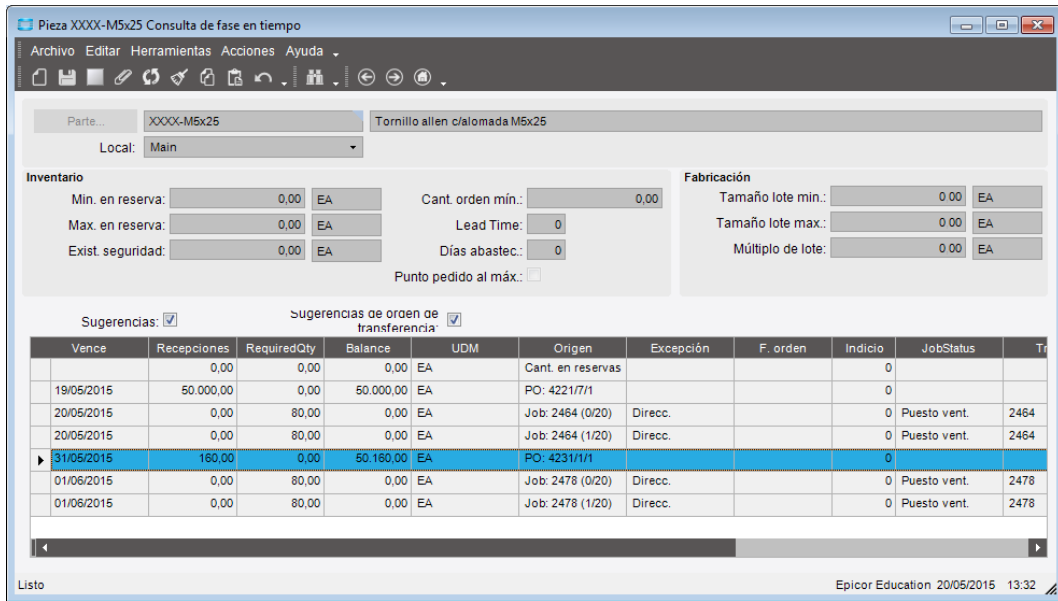 Pieza XXXX-M5x25 Consulta de fase en tiempo
Archivo Editar Herramientas Acciones Ayuda
Parte... XXXX-M5x25 Tornillo allen c/alomada M5x25
Local: Main
Inventario Fabricación
Min. en reserva: 0,00 EA Cant. orden mín.: 0,00 Tamaño lote min.: 0 00 EA
Max. en reserva: 0,00 EA Lead Time: 0 Tamaño lote max.: 0 00 EA
Exist. seguridad: 0,00 EA Días abastec.: 0 Múltiplo de lote: 0 00 EA
Punto pedido al máx.:
Sugerencias: Sugerencias de orden de
transferencia:
Vence Recepciones RequiredQty Balance UDM Origen Excepción F. orden Indicio JobStatus Tr
0,00 0,00 0,00 EA Cant. en reservas 0
19/05/2015 50.000,00 0,00 50.000,00 EA PO: 4221/7/1 0
20/05/2015 0,00 80,00 0,00 EA Job: 2464 (0/20) Direcc. 0 Puesto vent. 2464
20/05/2015 0,00 80,00 0,00 EA Job: 2464 (1/20) Direcc. 0 Puesto vent. 2464
31/05/2015 160,00 0,00 50.160,00 EA PO: 4231/1/1 0
01/06/2015 0,00 80,00 0,00 EA Job: 2478 (0/20) Direcc. 0 Puesto vent. 2478
01/06/2015 0,00 80,00 0,00 EA Job: 2478 (1/20) Direcc. 0 Puesto vent. 2478
Listo Epicor Education 20/05/2015 13:32